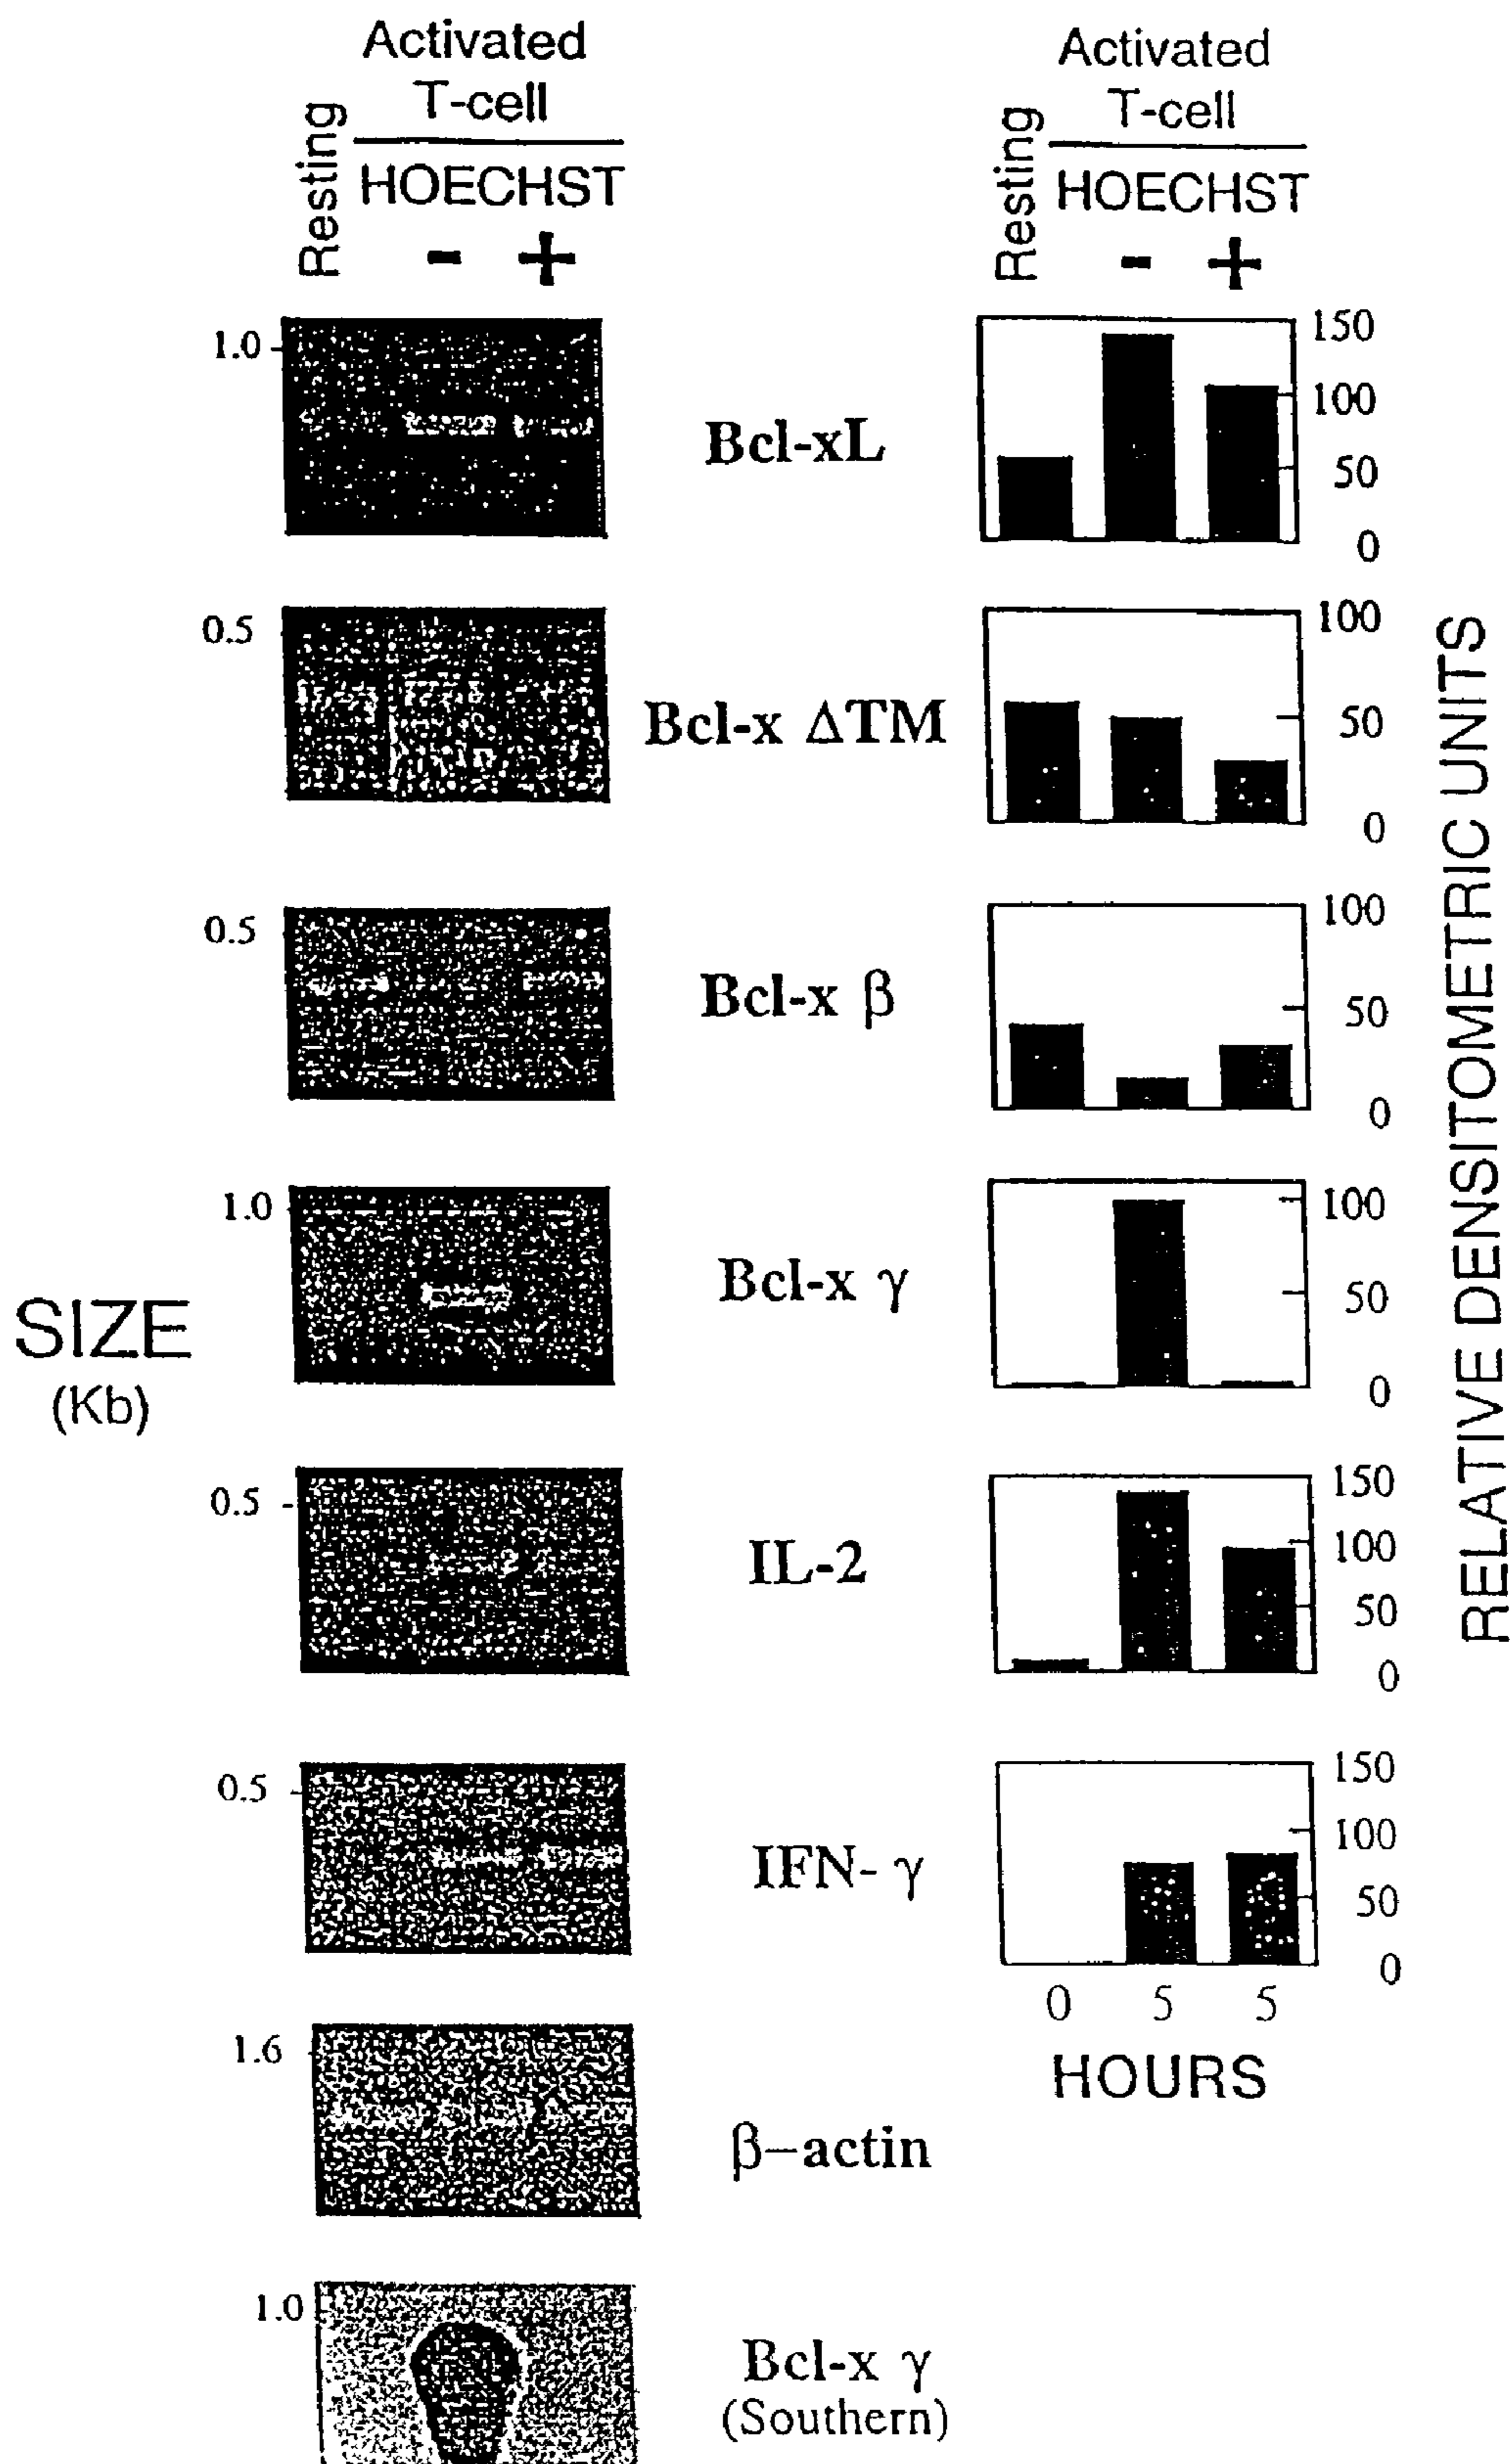 Activated
T-cell
Resting
HOECHST
- +
Activated
T-cell
Resting
HOECHST
- +
1.0
Bcl-xL
150
100
50
0
0.5
Bcl-x ΔTM
100
50
0
0.5
Bcl-x β
100
50
0
1.0
Bcl-x γ
100
50
0
SIZE
(Kb)
RELATIVE DENSITOMETRIC UNITS
0.5
IL-2
150
100
50
0
0.5
IFN- γ
150
100
50
0
0 5 5
HOURS
1.6
β-actin
1.0
Bcl-x γ
(Southern)